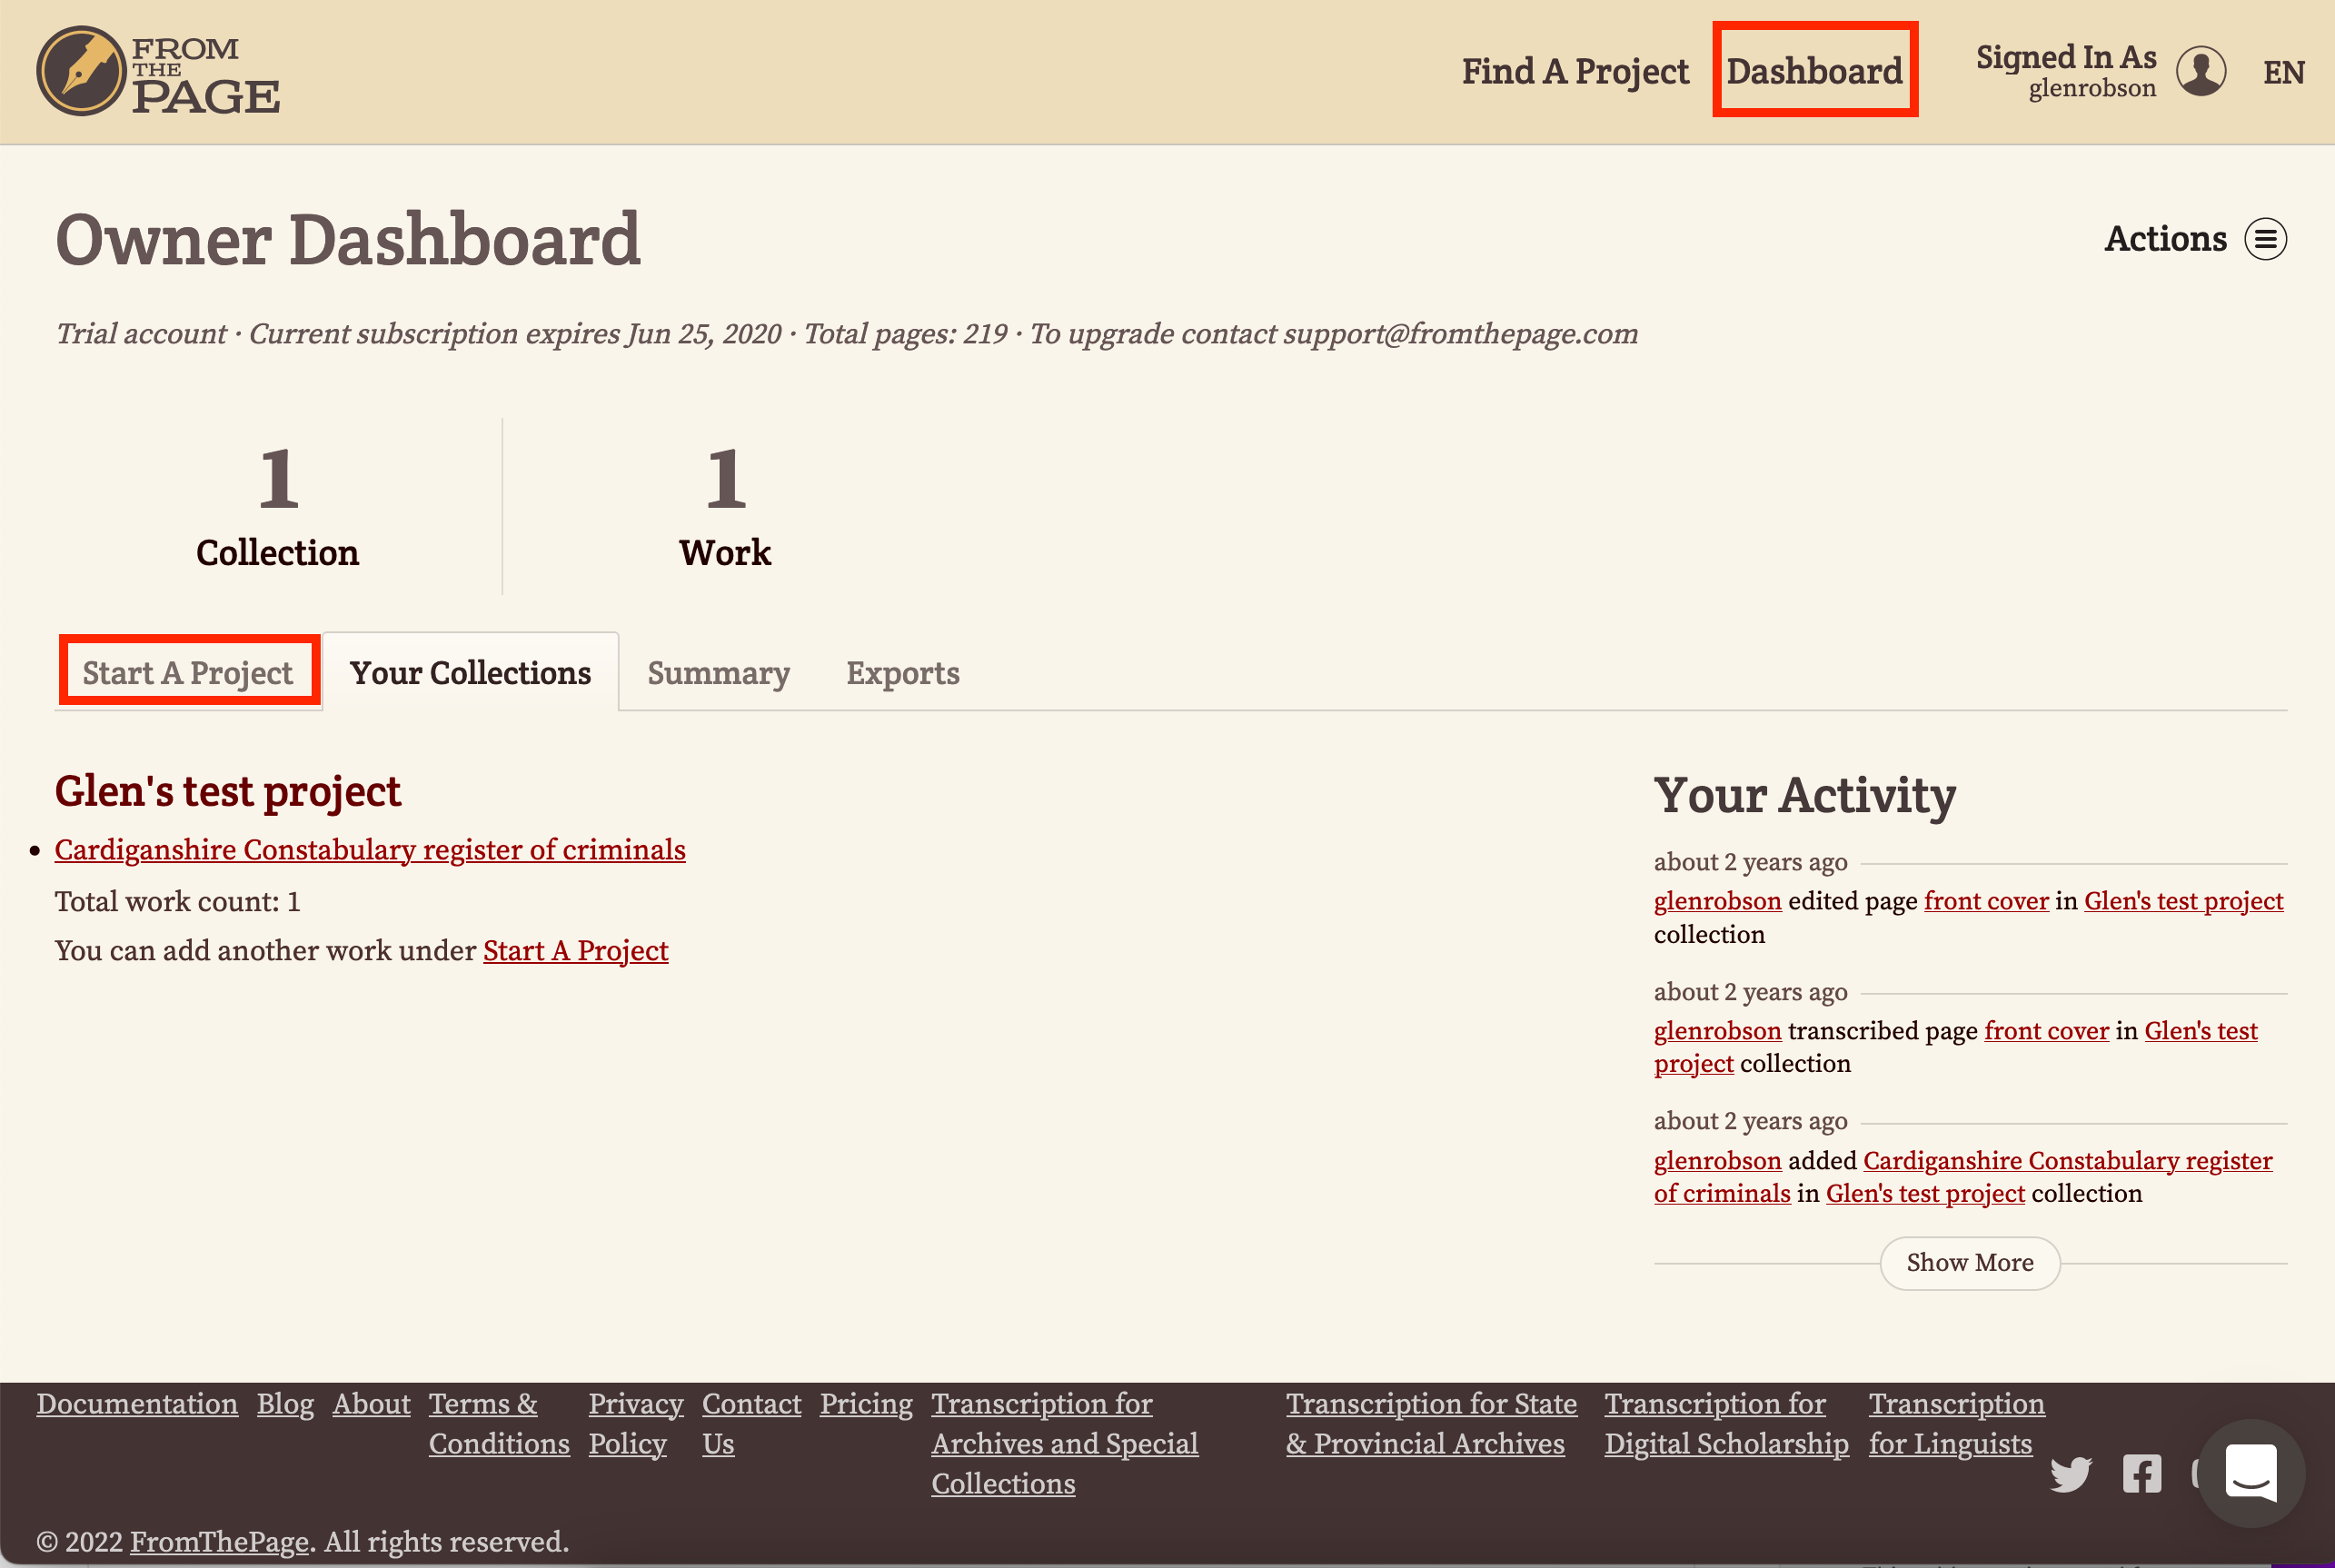 FROM
THE
PAGE
Find A Project
Dashboard
Signed In As
glenrobson
EN
Owner Dashboard
Actions
Trial account · Current subscription expires Jun 25, 2020 · Total pages: 219 · To upgrade contact support@fromthepage.com
1
Collection
1
Work
Start A Project
Your Collections
Summary
Exports
Glen's test project
Cardiganshire Constabulary register of criminals
Total work count: 1
You can add another work under Start A Project
Your Activity
about 2 years ago
glenrobson edited page front cover in Glen's test project
collection
about 2 years ago
glenrobson transcribed page front cover in Glen's test
project collection
about 2 years ago
glenrobson added Cardiganshire Constabulary register
of criminals in Glen's test project collection
Show More
Documentation
Blog
About
Terms &
Conditions
Privacy
Policy
Contact
Us
Pricing
Transcription for
Archives and Special
Collections
Transcription for State
& Provincial Archives
Transcription for
Digital Scholarship
Transcription
for Linguists
© 2022 FromThePage. All rights reserved.